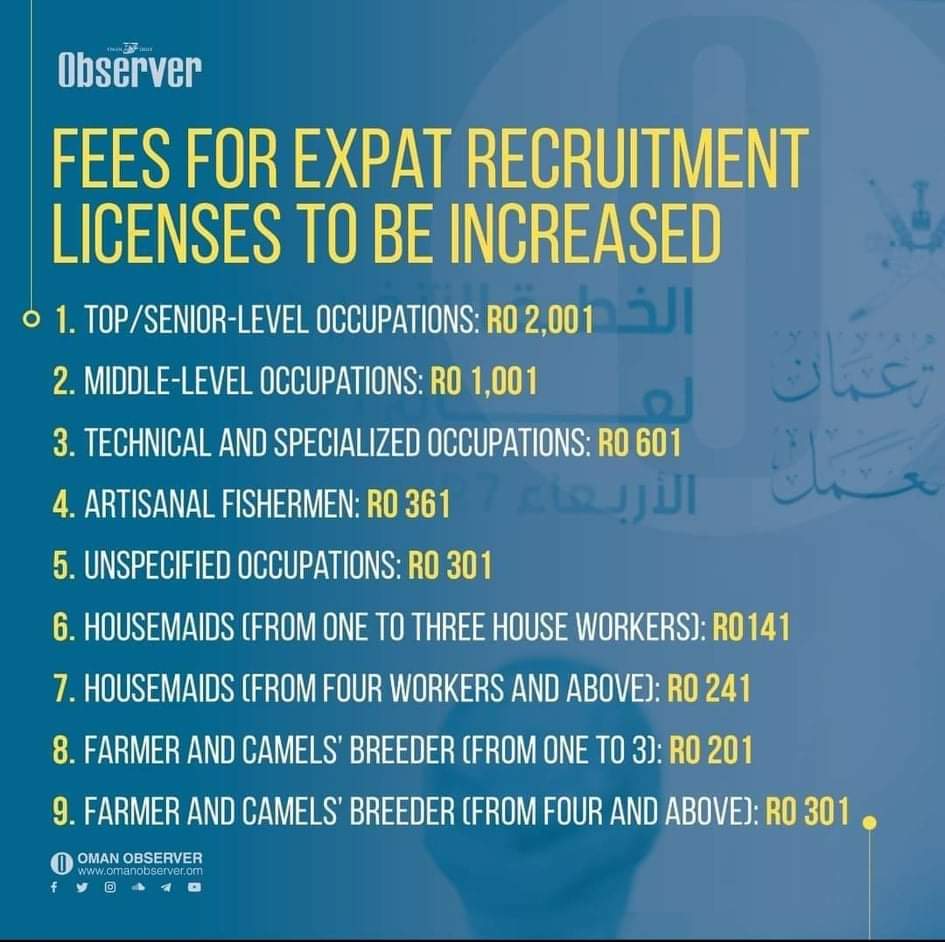 Observer
FEES FOR EXPAT RECRUITMENT
LICENSES TO BE INCREASED
1. TOP/SENIOR-LEVEL OCCUPATIONS: RO 2,001
2. MIDDLE-LEVEL OCCUPATIONS: RO 1,001
3. TECHNICAL AND SPECIALIZED OCCUPATIONS: RO 601
4. ARTISANAL FISHERMEN: RO 361
5. UNSPECIFIED OCCUPATIONS: RO 301
6. HOUSEMAIDS (FROM ONE TO THREE HOUSE WORKERS): RO141
7. HOUSEMAIDS (FROM FOUR WORKERS AND ABOVE): RO 241
8. FARMER AND CAMELS' BREEDER (FROM ONE TO 3): RO 201
9. FARMER AND CAMELS' BREEDER (FROM FOUR AND ABOVE): RO 301
OMAN OBSERVER
www.omanobserver.om